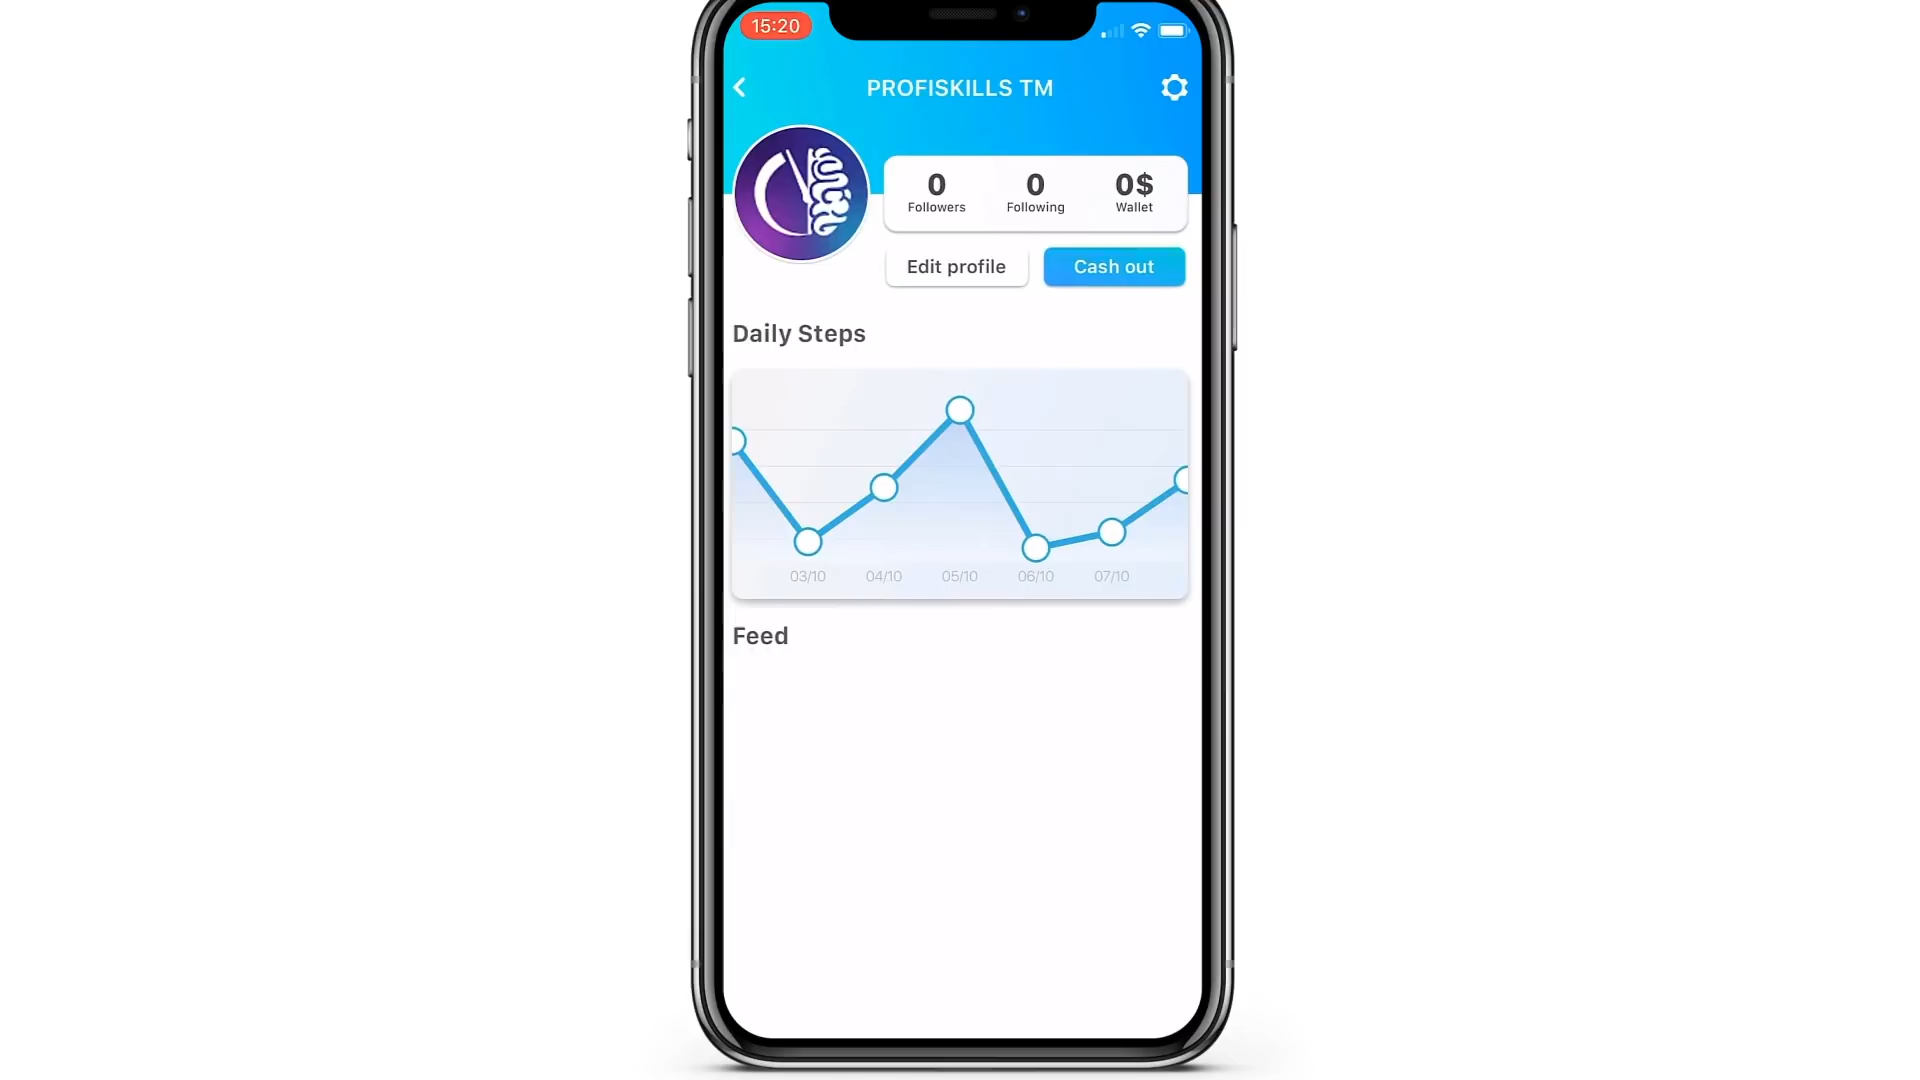 15:20
PROFISKILLS TM
0 0 0$
Followers Following Wallet
Edit profile Cash out
Daily Steps
03/10 04/10 05/10 06/10 07/10
Feed